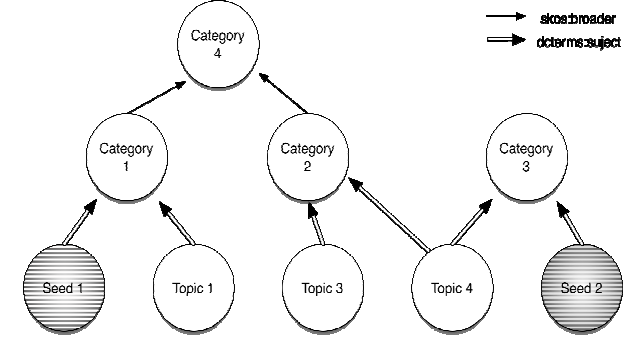 Category
4
skos:broader
dcterms:suject
Category
1
Category
2
Category
3
Seed 1
Topic 1
Topic 3
Topic 4
Seed 2